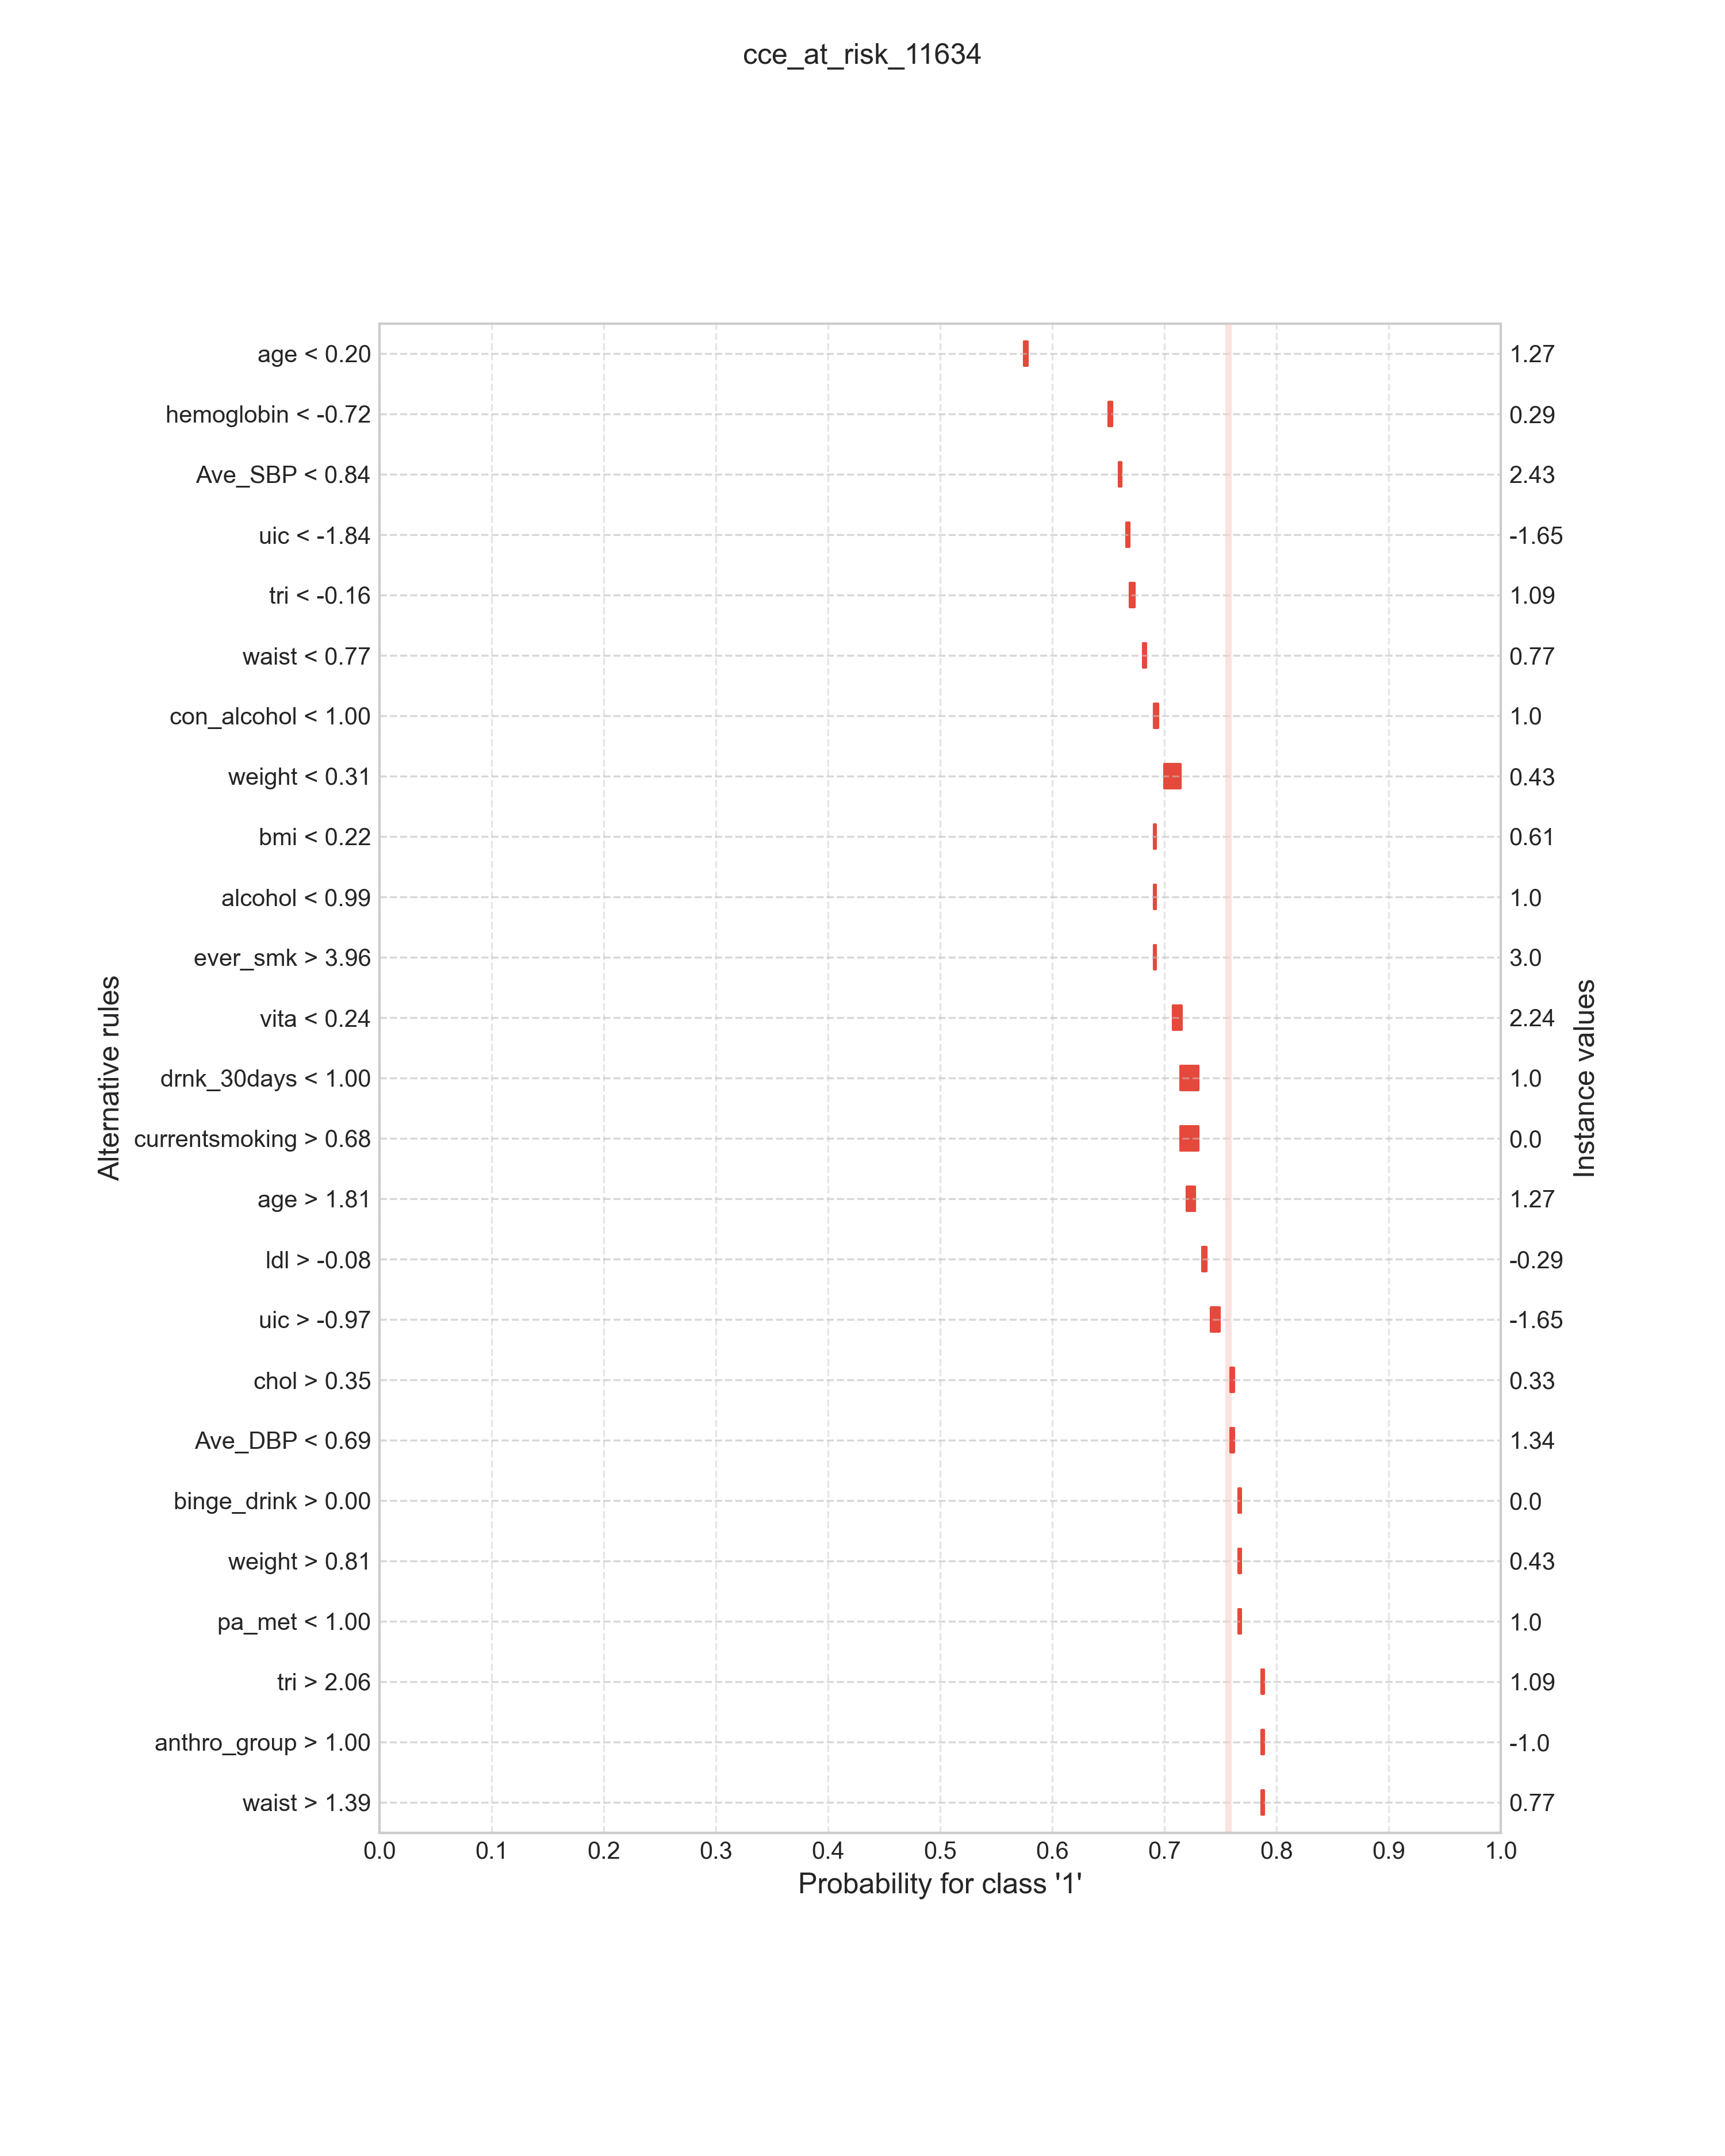 cce_at_risk_11634
age < 0.20 1.27
hemoglobin < -0.72 0.29
Ave_SBP < 0.84 2.43
uic < -1.84 -1.65
tri < -0.16 1.09
waist < 0.77 0.77
con_alcohol < 1.00 1.0
weight < 0.31 0.43
bmi < 0.22 0.61
alcohol < 0.99 1.0
ever_smk > 3.96 3.0
vita < 0.24 2.24
drnk_30days < 1.00 1.0
currentsmoking > 0.68 0.0
age > 1.81 1.27
ldl > -0.08 -0.29
uic > -0.97 -1.65
chol > 0.35 0.33
Ave_DBP < 0.69 1.34
binge_drink > 0.00 0.0
weight > 0.81 0.43
pa_met < 1.00 1.0
tri > 2.06 1.09
anthro_group > 1.00 -1.0
waist > 1.39 0.77
Alternative rules
Instance values
0.0 0.1 0.2 0.3 0.4 0.5 0.6 0.7 0.8 0.9 1.0
Probability for class '1'